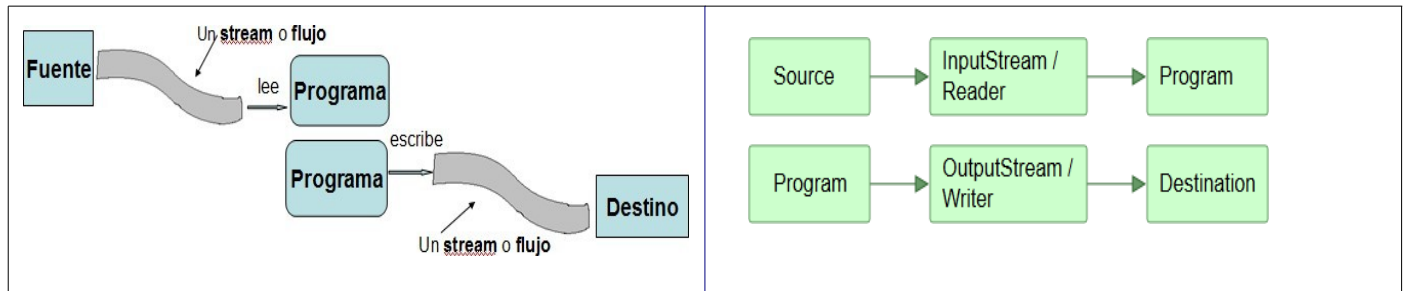 Un stream o flujo
Fuente
lee
Programa
escribe
Programa
Destino
Un stream o flujo
Source
InputStream /
Reader
Program
Program
OutputStream /
Writer
Destination